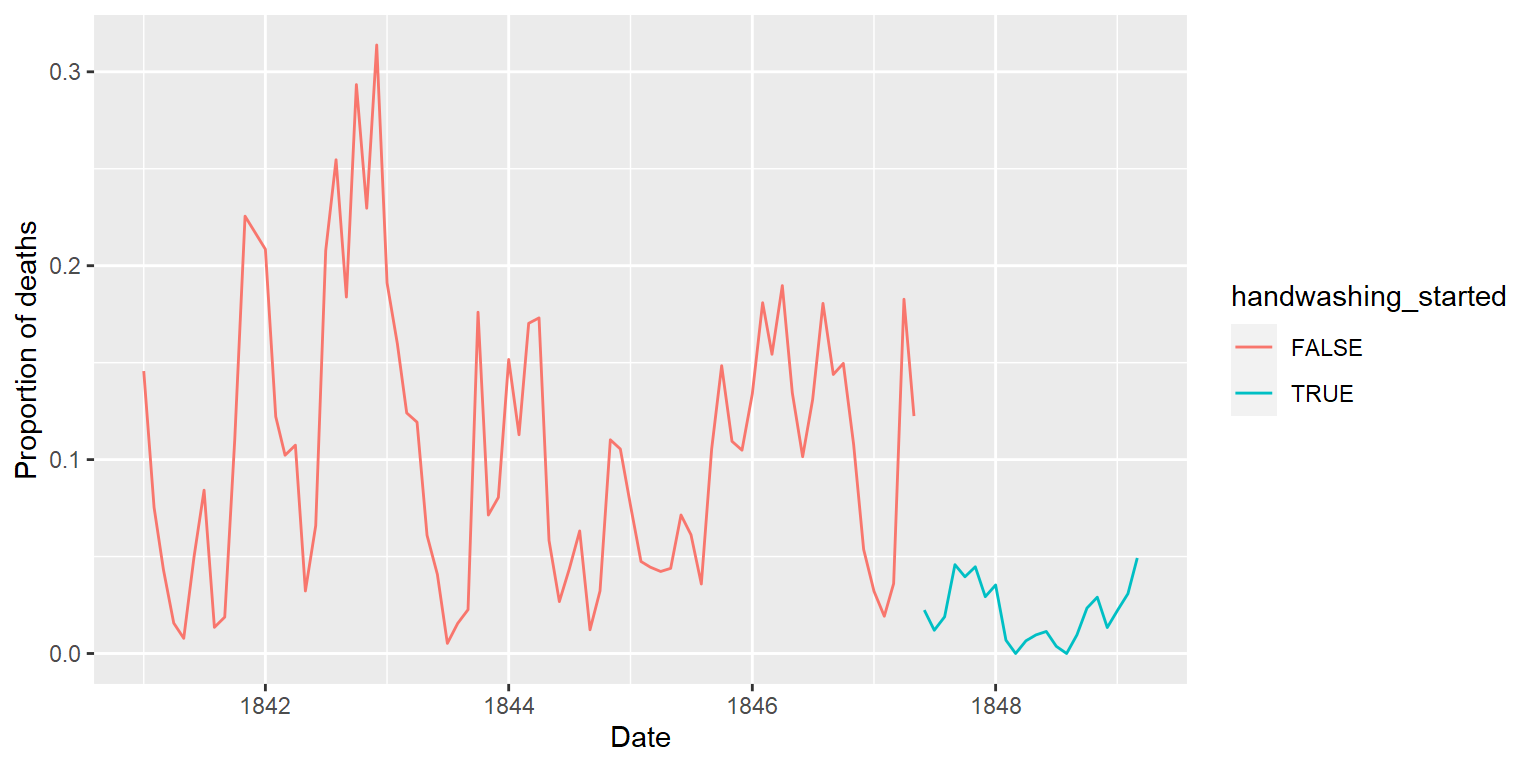 Proportion of deaths
0.3
0.2
0.1
0.0
1842 1844 1846 1848
Date
handwashing_started
FALSE
TRUE